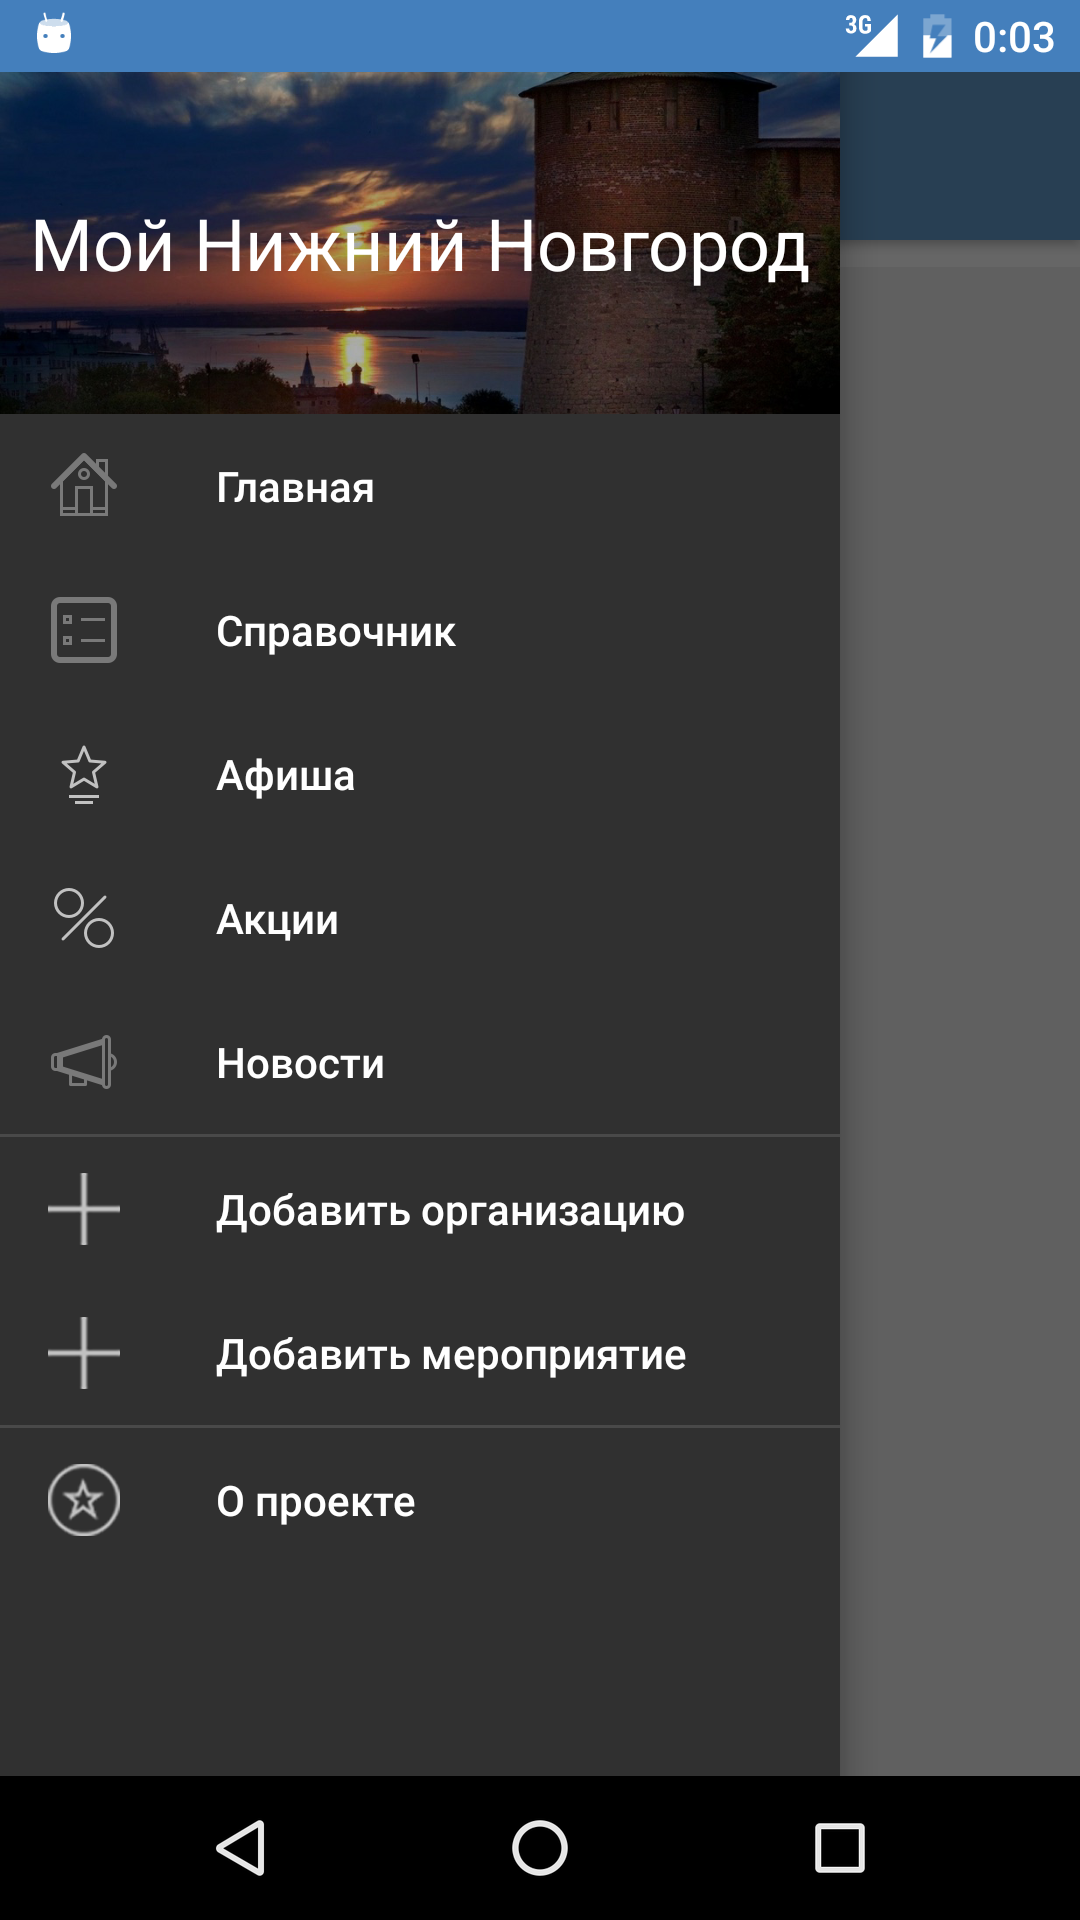 3G 0:03
Мой Нижний Новгород
Главная
Справочник
Афиша
Акции
Новости
Добавить организацию
Добавить мероприятие
О проекте